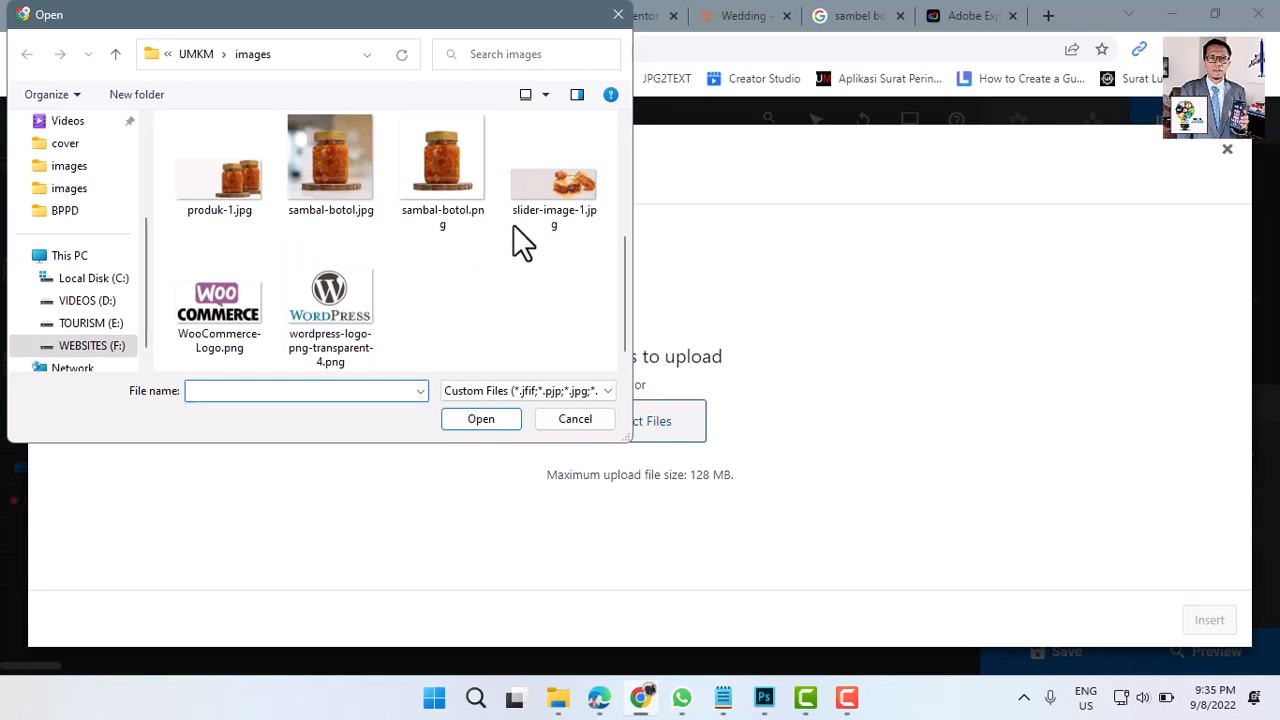 Open
entor
Wedding -
sambel bo
Adobe Exp
UMKM
images
Search images
JPG2TEXT
Creator Studio
Aplikasi Surat Perin...
How to Create a Gu...
Surat Lu
Organize
New folder
Videos
cover
images
images
BPPD
This PC
Local Disk (C:)
VIDEOS (D:)
TOURISM (E:)
WEBSITES (F:)
Network
produk-1.jpg
sambal-botol.jpg
sambal-botol.pn
g
slider-image-1.jp
g
WOO
COMMERCE
WooCommerce-
Logo.png
WORDPRESS
wordpress-logo-
png-transparent-
4.png
File name:
Custom Files (*.jfif;*.pjp;*.jpg;*.
Open
Cancel
s to upload
or
ct Files
Maximum upload file size: 128 MB.
Insert
Save
Preview
ENG
US
9:35 PM
9/8/2022